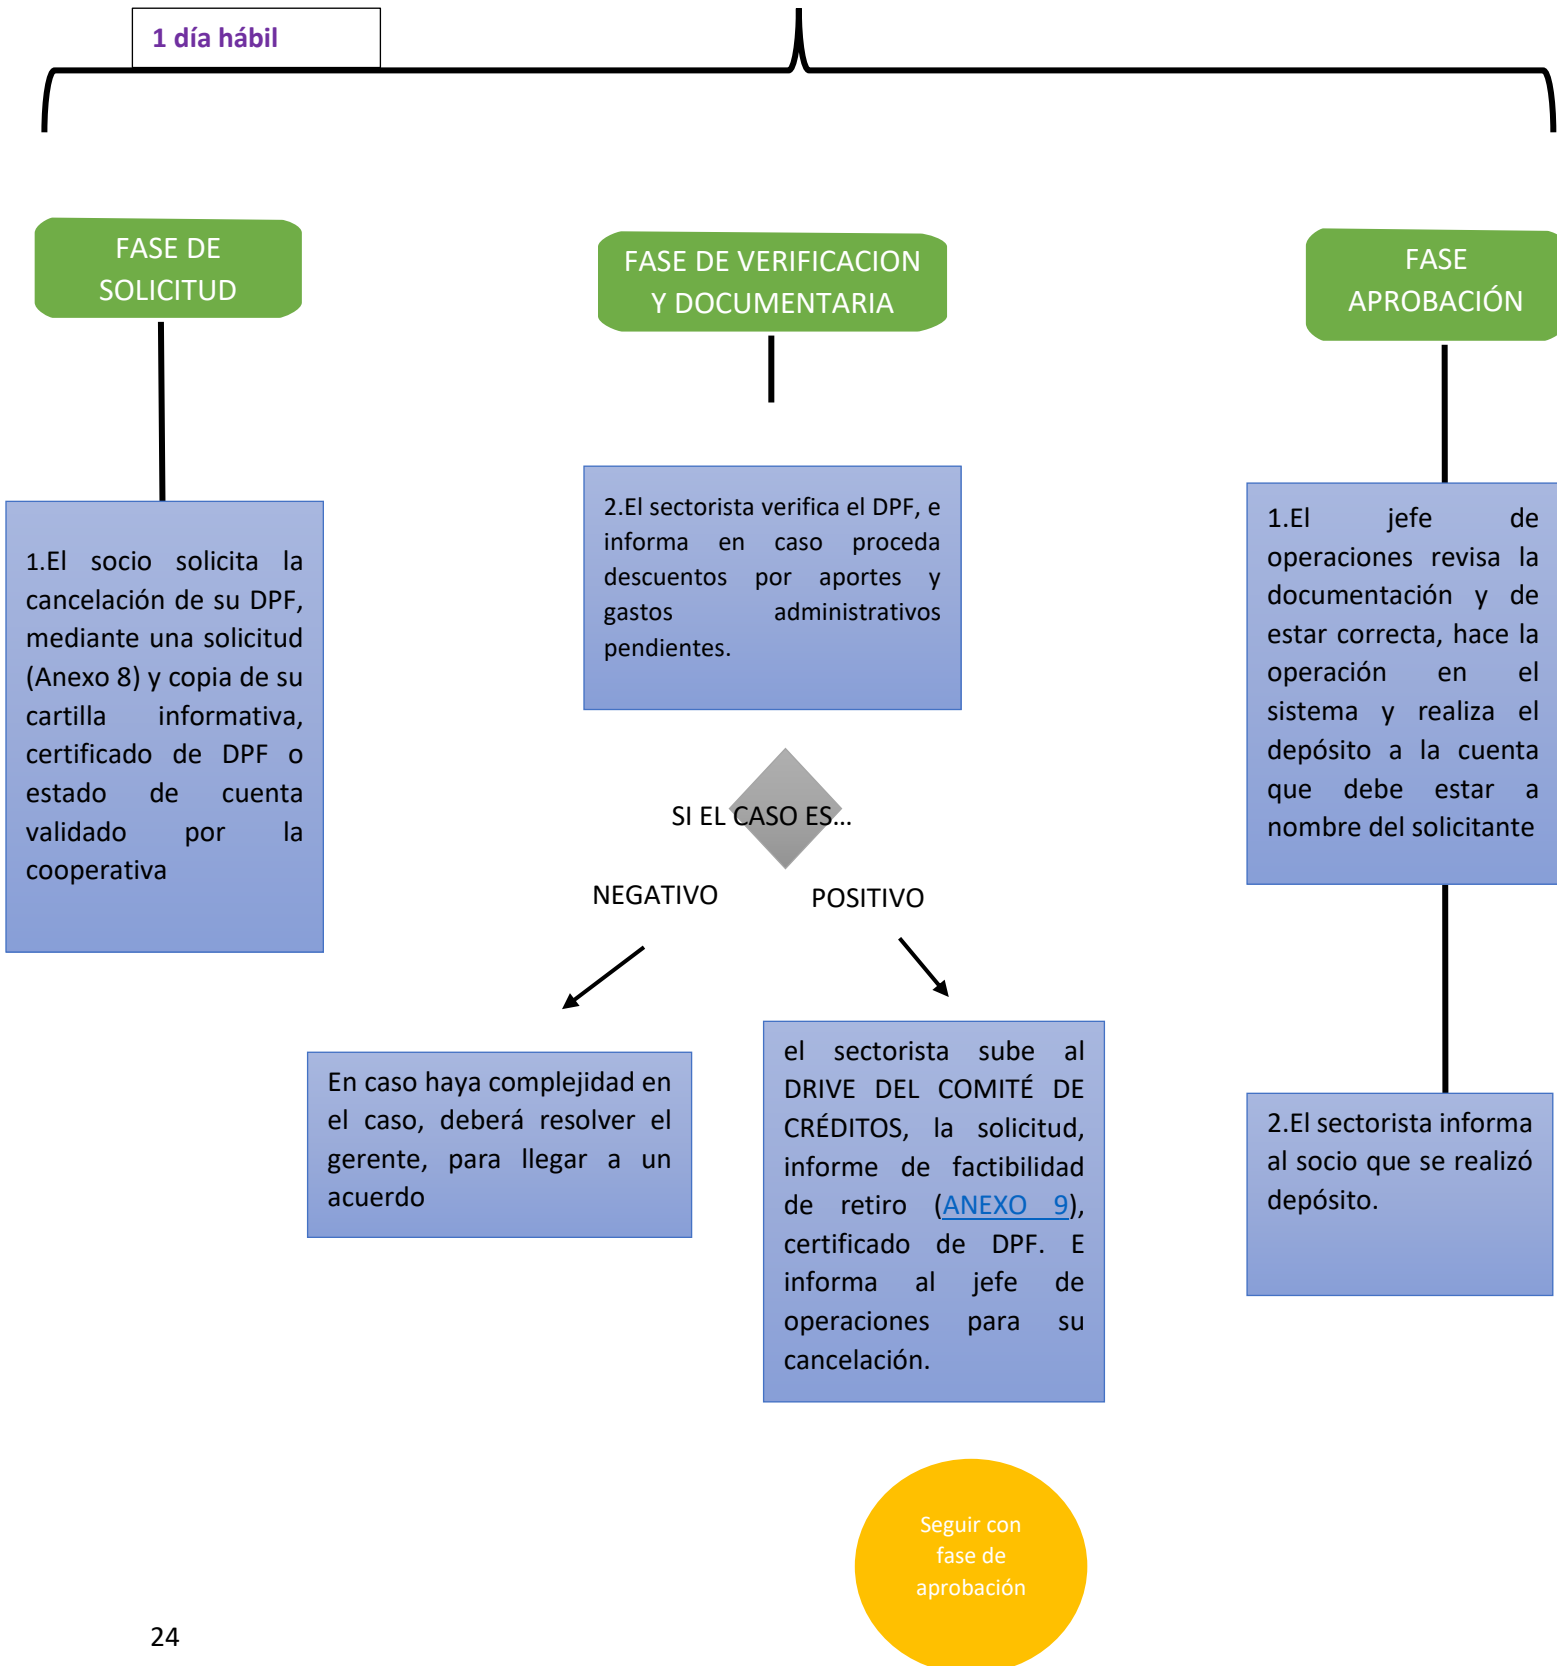 1 día hábil
FASE DE
SOLICITUD
1.El socio solicita la
cancelación de su DPF,
mediante una solicitud
(Anexo 8) y copia de su
cartilla informativa,
certificado de DPF o
estado de cuenta
validado por la
cooperativa
FASE DE VERIFICACION
Y DOCUMENTARIA
2.El sectorista verifica el DPF, e
informa en caso proceda
descuentos por aportes y
gastos administrativos
pendientes.
SI EL CASO ES...
NEGATIVO
POSITIVO
En caso haya complejidad en
el caso, deberá resolver el
gerente, para llegar a un
acuerdo
el sectorista sube al
DRIVE DEL COMITÉ DE
CRÉDITOS, la solicitud,
informe de factibilidad
de retiro (ANEXO 9),
certificado de DPF. E
informa al jefe de
operaciones para su
cancelación.
Seguir con
fase de
aprobación
FASE
APROBACIÓN
1.El jefe de
operaciones revisa la
documentación y de
estar correcta, hace la
operación en el
sistema y realiza el
depósito a la cuenta
que debe estar a
nombre del solicitante
2.El sectorista informa
al socio que se realizó
depósito.
24